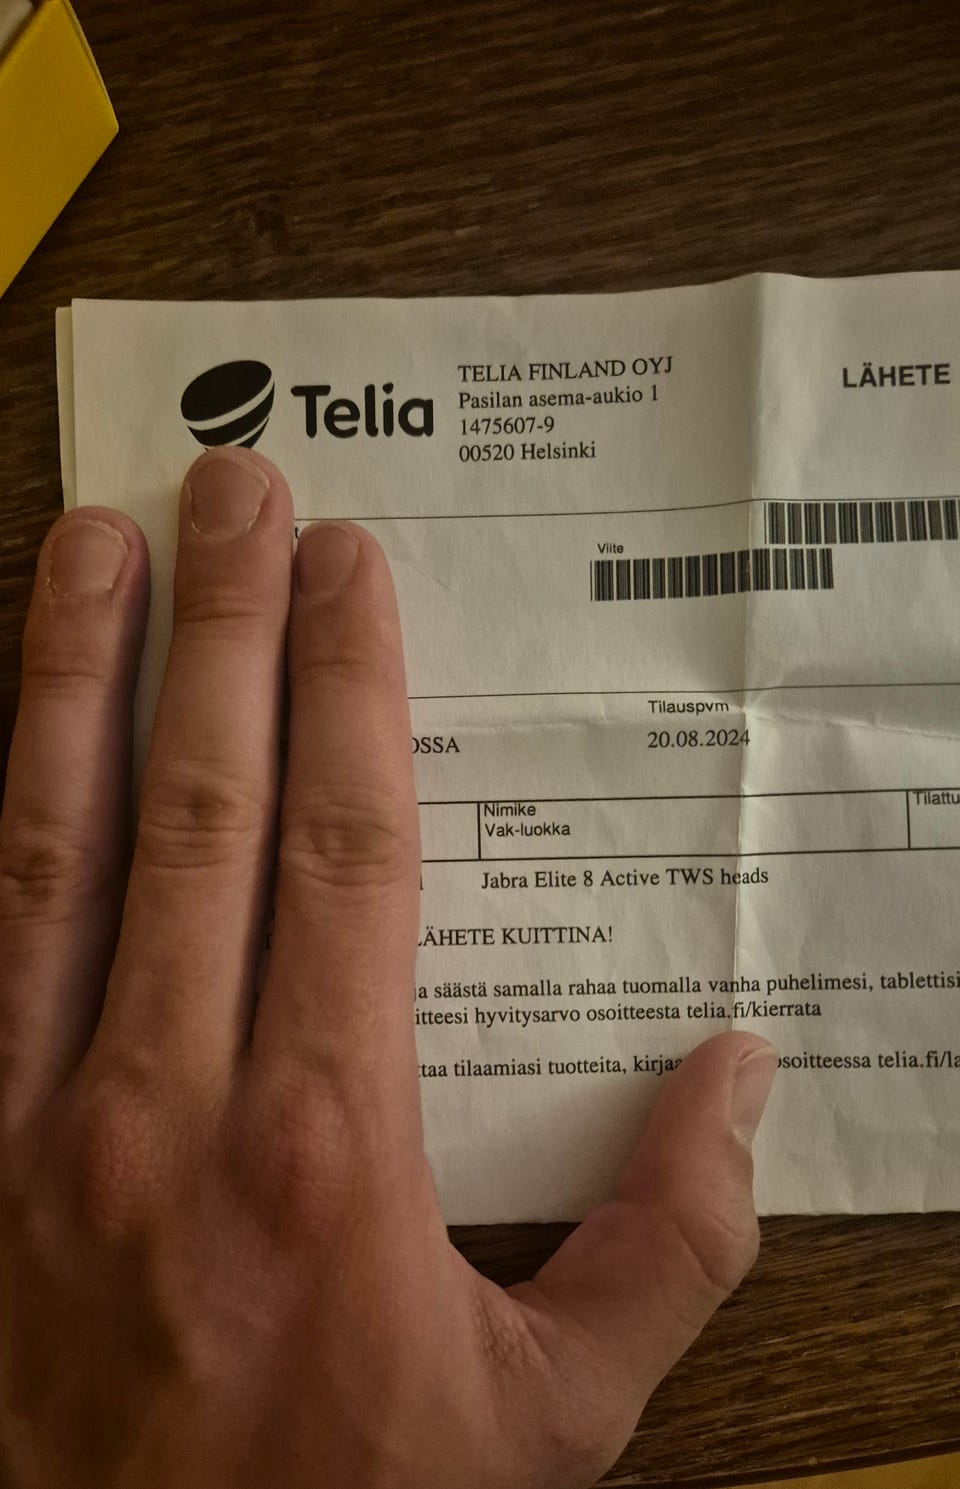 Telia
TELIA FINLAND OYJ
Pasilan asema-aukio 1
1475607-9
00520 Helsinki
LÄHETE
Viite
Tilauspvm
OSSA
20.08.2024
Nimike
Vak-luokka
Tilattu
Jabra Elite 8 Active TWS heads
LÄHETE KUITTINA!
ja säästä samalla rahaa tuomalla vanha puhelimesi, tablettisi
itteesi hyvitysarvo osoitteesta telia.fi/kierrata
taa tilaamiasi tuotteita, kirjaa osoitteessa telia.fi/la